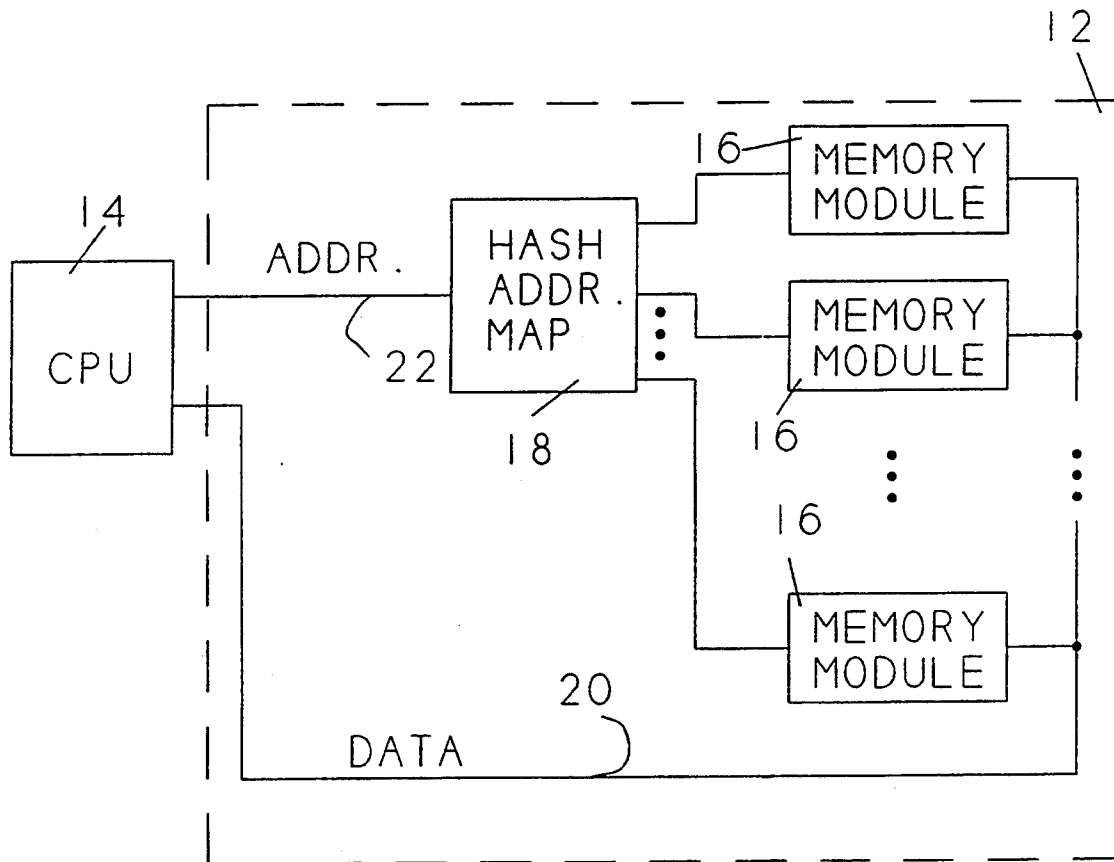 12
16
MEMORY
MODULE
14
HASH
ADDR.
MAP
ADDR.
22
CPU
18
MEMORY
MODULE
16
16
MEMORY
MODULE
20
DATA